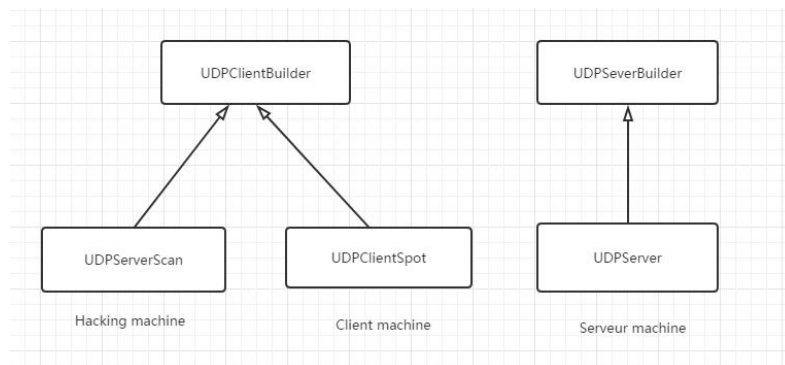 UDPClientBuilder
UDPSeverBuilder
UDPServerScan
UDPClientSpot
UDPServer
Hacking machine
Client machine
Serveur machine